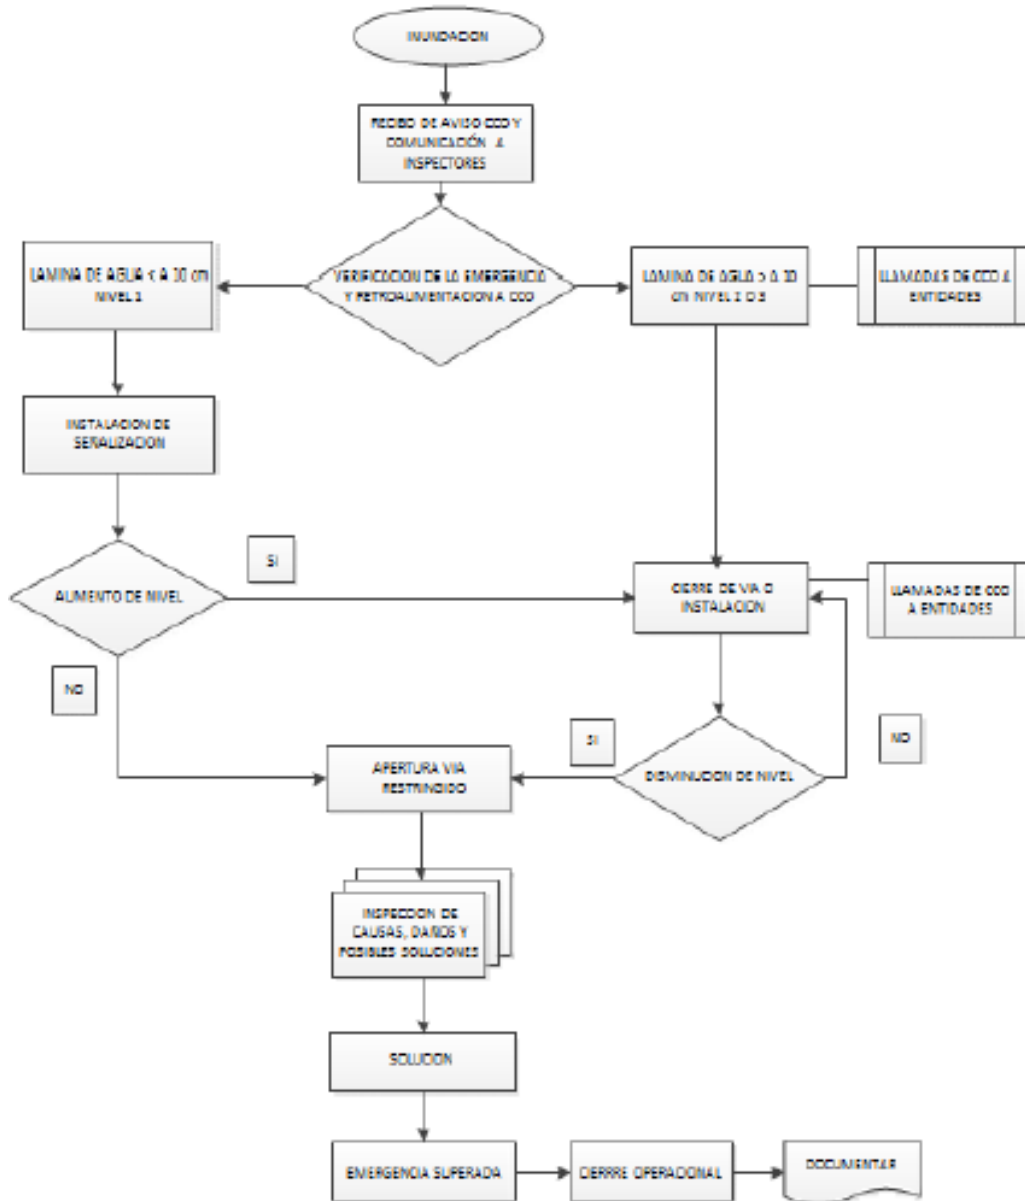 INUNDACION
RECIBO DE AVISO CCO Y
COMUNICACIÓN A
INSPECTORES
LAMINA DE AGUA < A 10 cm
NIVEL 1
VERIFICACION DE LA EMERGENCIA
Y RETROALIMENTACION A CCO
LAMINA DE AGUA > A 10
cm NIVEL 2 O 3
LLAMADAS DE CCO A
ENTIDADES
INSTALACION DE
SEÑALIZACION
SI
AUMENTO DE NIVEL
CIERRE DE VIA O
INSTALACION
LLAMADAS DE CCO
A ENTIDADES
NO
SI
NO
APERTURA VIA
RESTRINGIDO
DISMINUCION DE NIVEL
INSPECCION DE
CAUSAS, DAÑOS Y
POSIBLES SOLUCIONES
SOLUCION
EMERGENCIA SUPERADA
CIERRRE OPERACIONAL
DOCUMENTAR